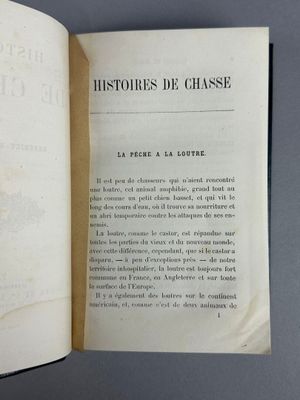 HISTO
DE C
HISTOIRES DE CHASSE
LA PÊCHE A LA LOUTRE.
Il est peu de chasseurs qui n'aient rencontré
une loutre, cet animal amphibie, grand tout au
plus comme un petit chien basset, et qui vit le
long des cours d'eau, où il trouve sa nourriture et
un abri temporaire contre les attaques de ses en-
nemis.
La loutre, comme le castor, est répandue sur
toutes les parties du vieux et du nouveau monde,
avec cette différence, cependant, que si le castor a
disparu, — à peu d'exceptions près — de notre
territoire inhospitalier, la loutre est toujours fort
commune en France, en Angleterre et sur toute
la surface de l'Europe.
Il y a également des loutres sur le continent
américain, et, comme c'est de deux animaux de
1